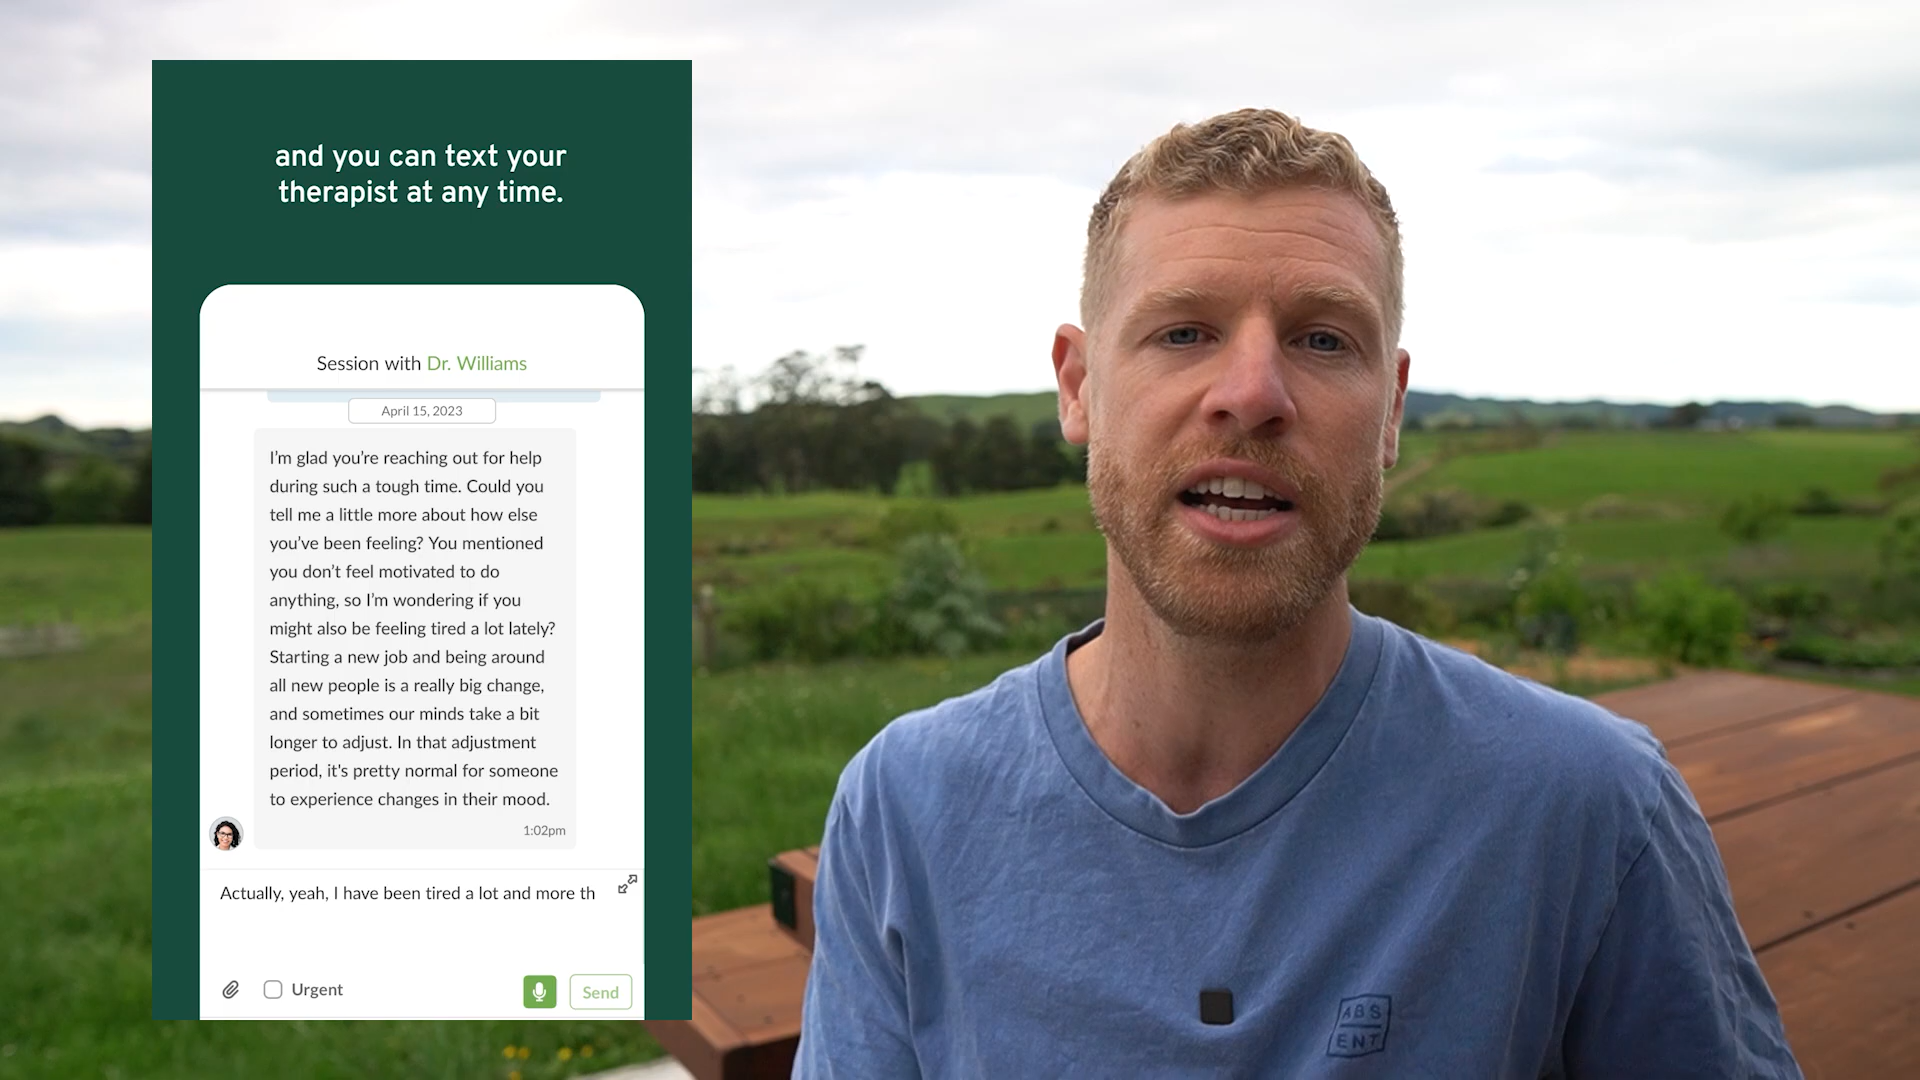 and you can text your
therapist at any time.
Session with Dr. Williams
April 15, 2023
I'm glad you're reaching out for help
during such a tough time. Could you
tell me a little more about how else
you've been feeling? You mentioned
you don't feel motivated to do
anything, so I'm wondering if you
might also be feeling tired a lot lately?
Starting a new job and being around
all new people is a really big change,
and sometimes our minds take a bit
longer to adjust. In that adjustment
period, it's pretty normal for someone
to experience changes in their mood.
1:02pm
Actually, yeah, I have been tired a lot and more th
Urgent
Send
ABS
ENT